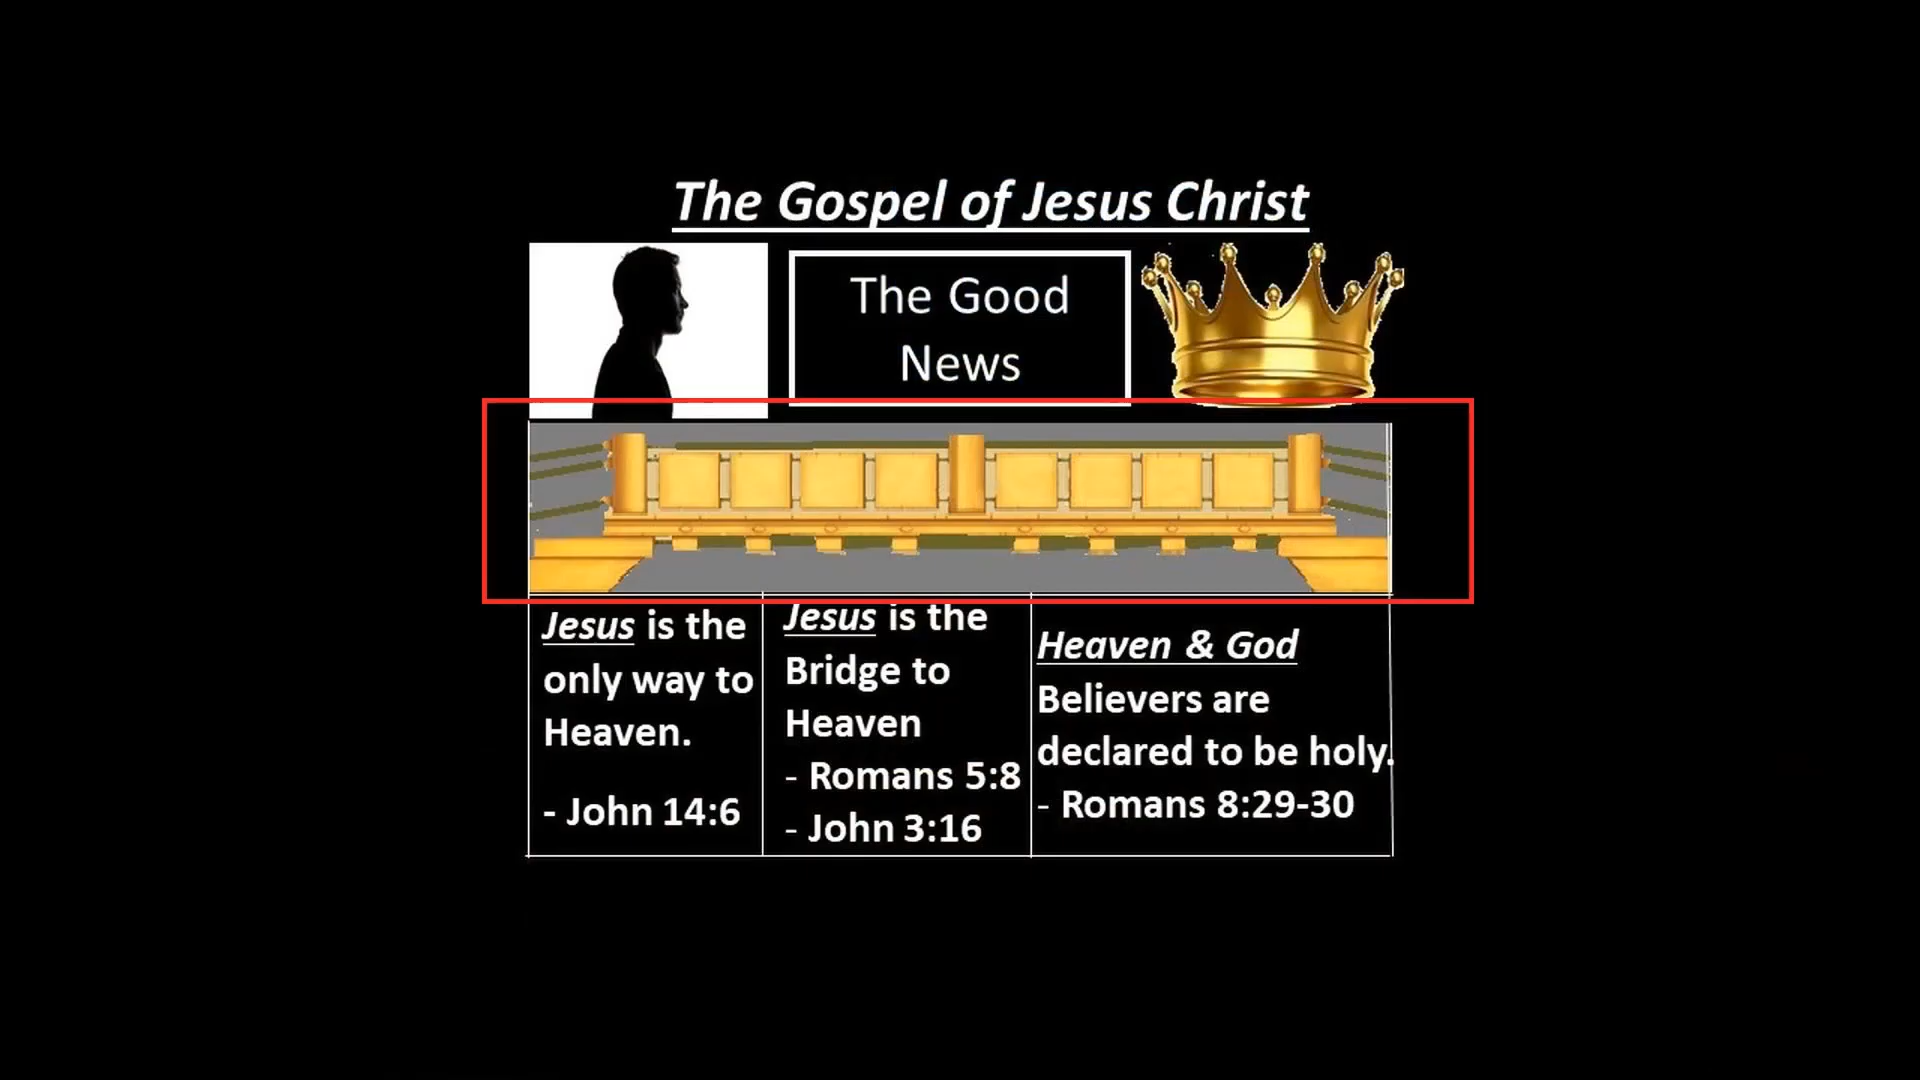 The Gospel of Jesus Christ
The Good
News
Jesus is the
only way to
Heaven.
- John 14:6
Jesus is the
Bridge to
Heaven
- Romans 5:8
- John 3:16
Heaven & God
Believers are
declared to be holy.
- Romans 8:29-30